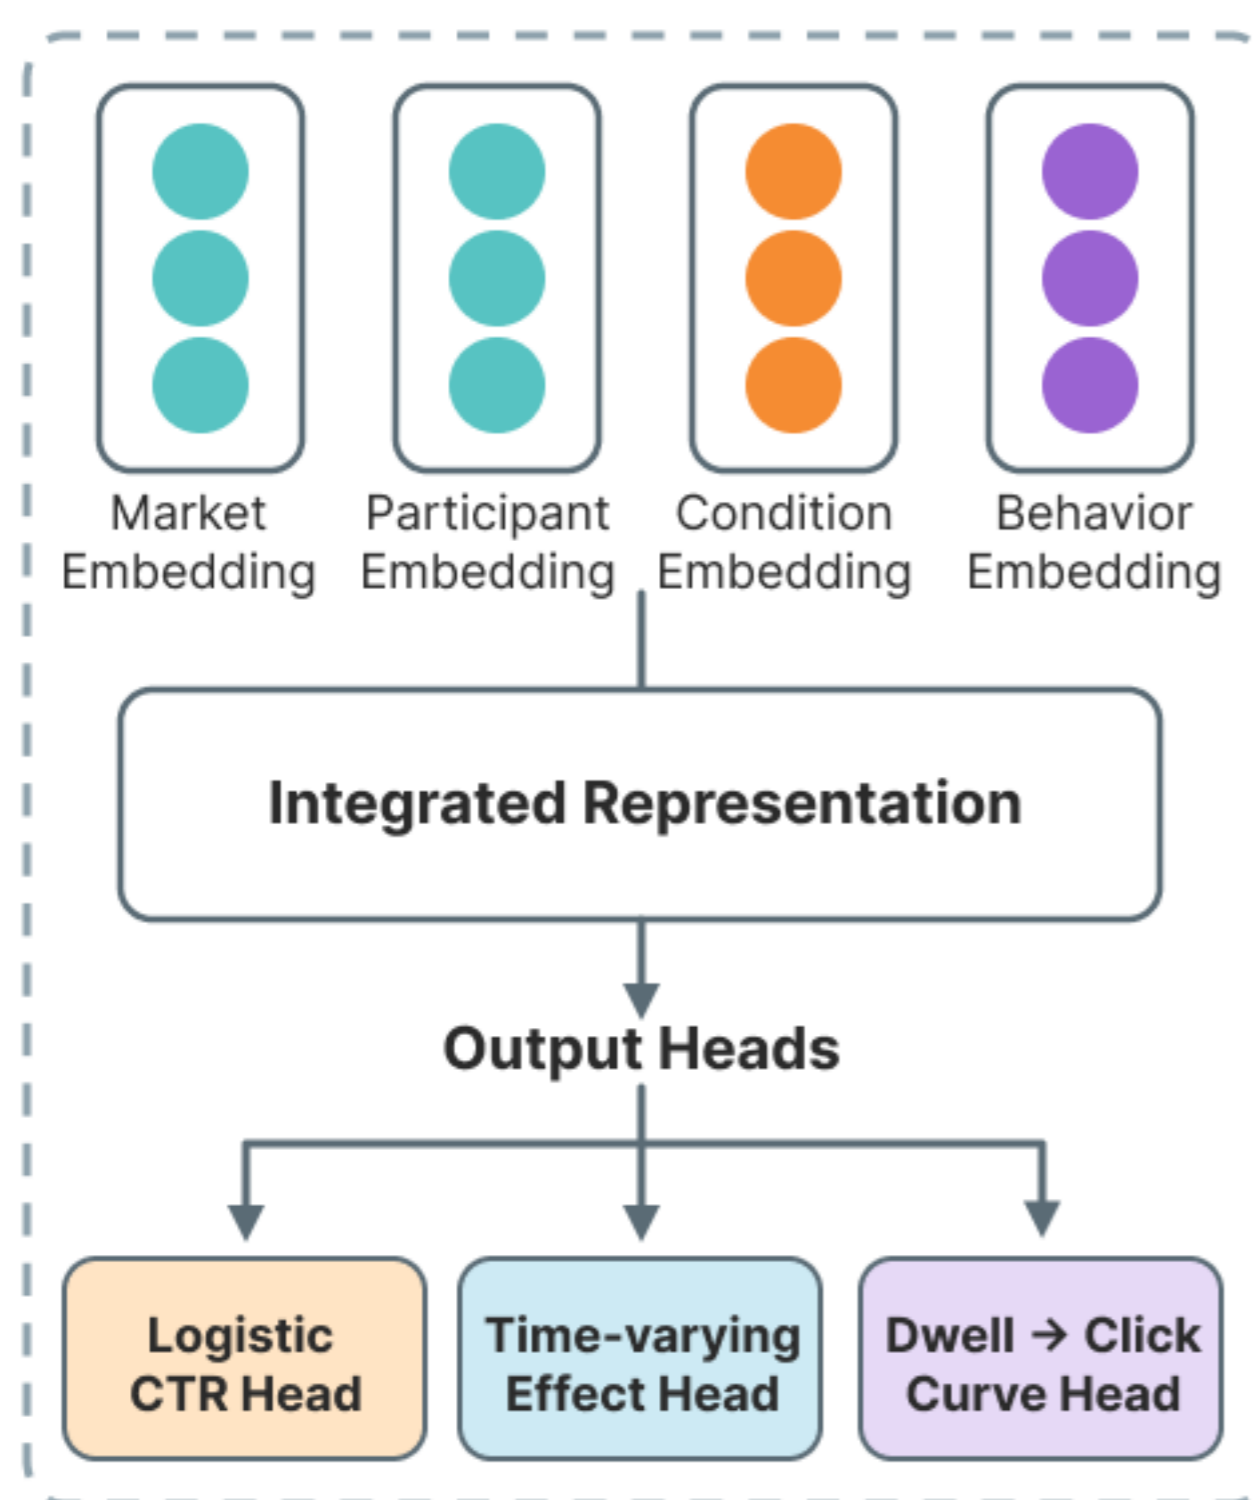 Market
Embedding
Participant
Embedding
Condition
Embedding
Behavior
Embedding
Integrated Representation
Output Heads
Logistic
CTR Head
Time-varying
Effect Head
Dwell → Click
Curve Head